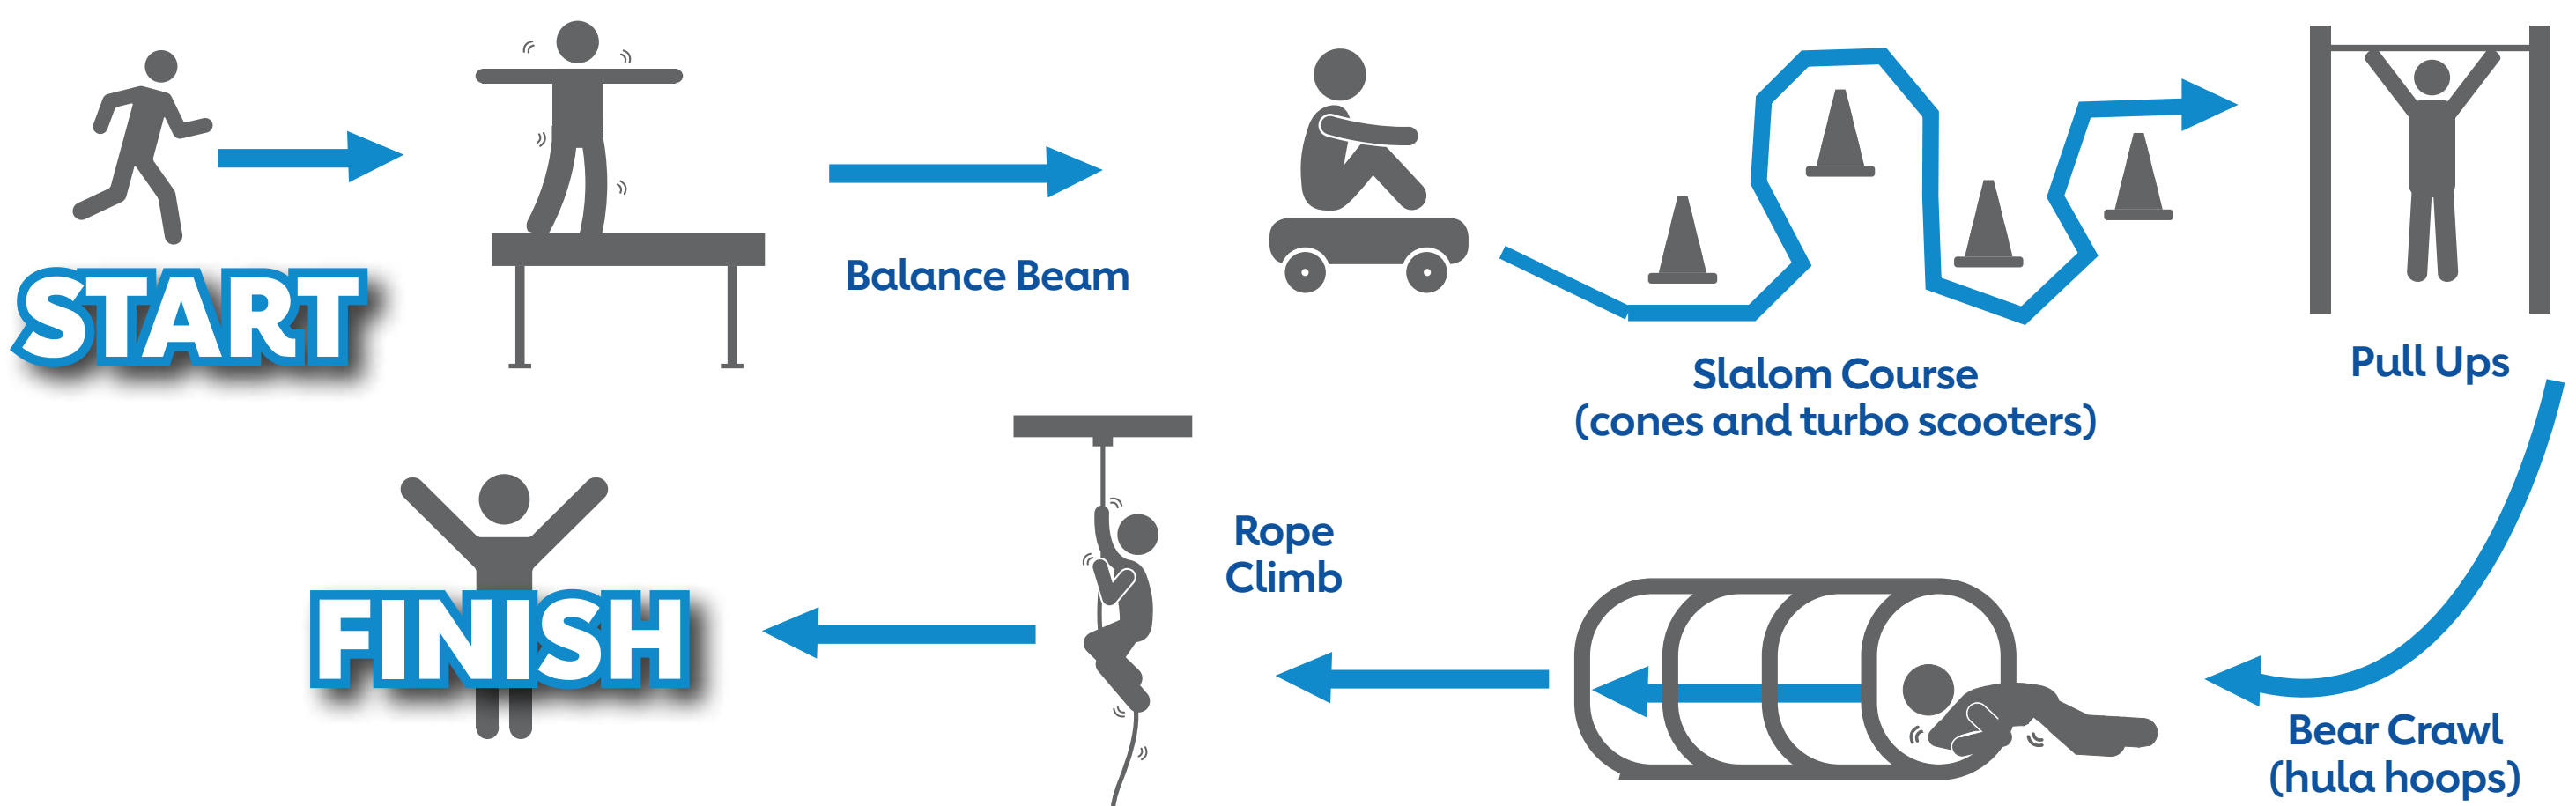 START
Balance Beam
Slalom Course
(cones and turbo scooters)
Pull Ups
Bear Crawl
(hula hoops)
Rope
Climb
FINISH